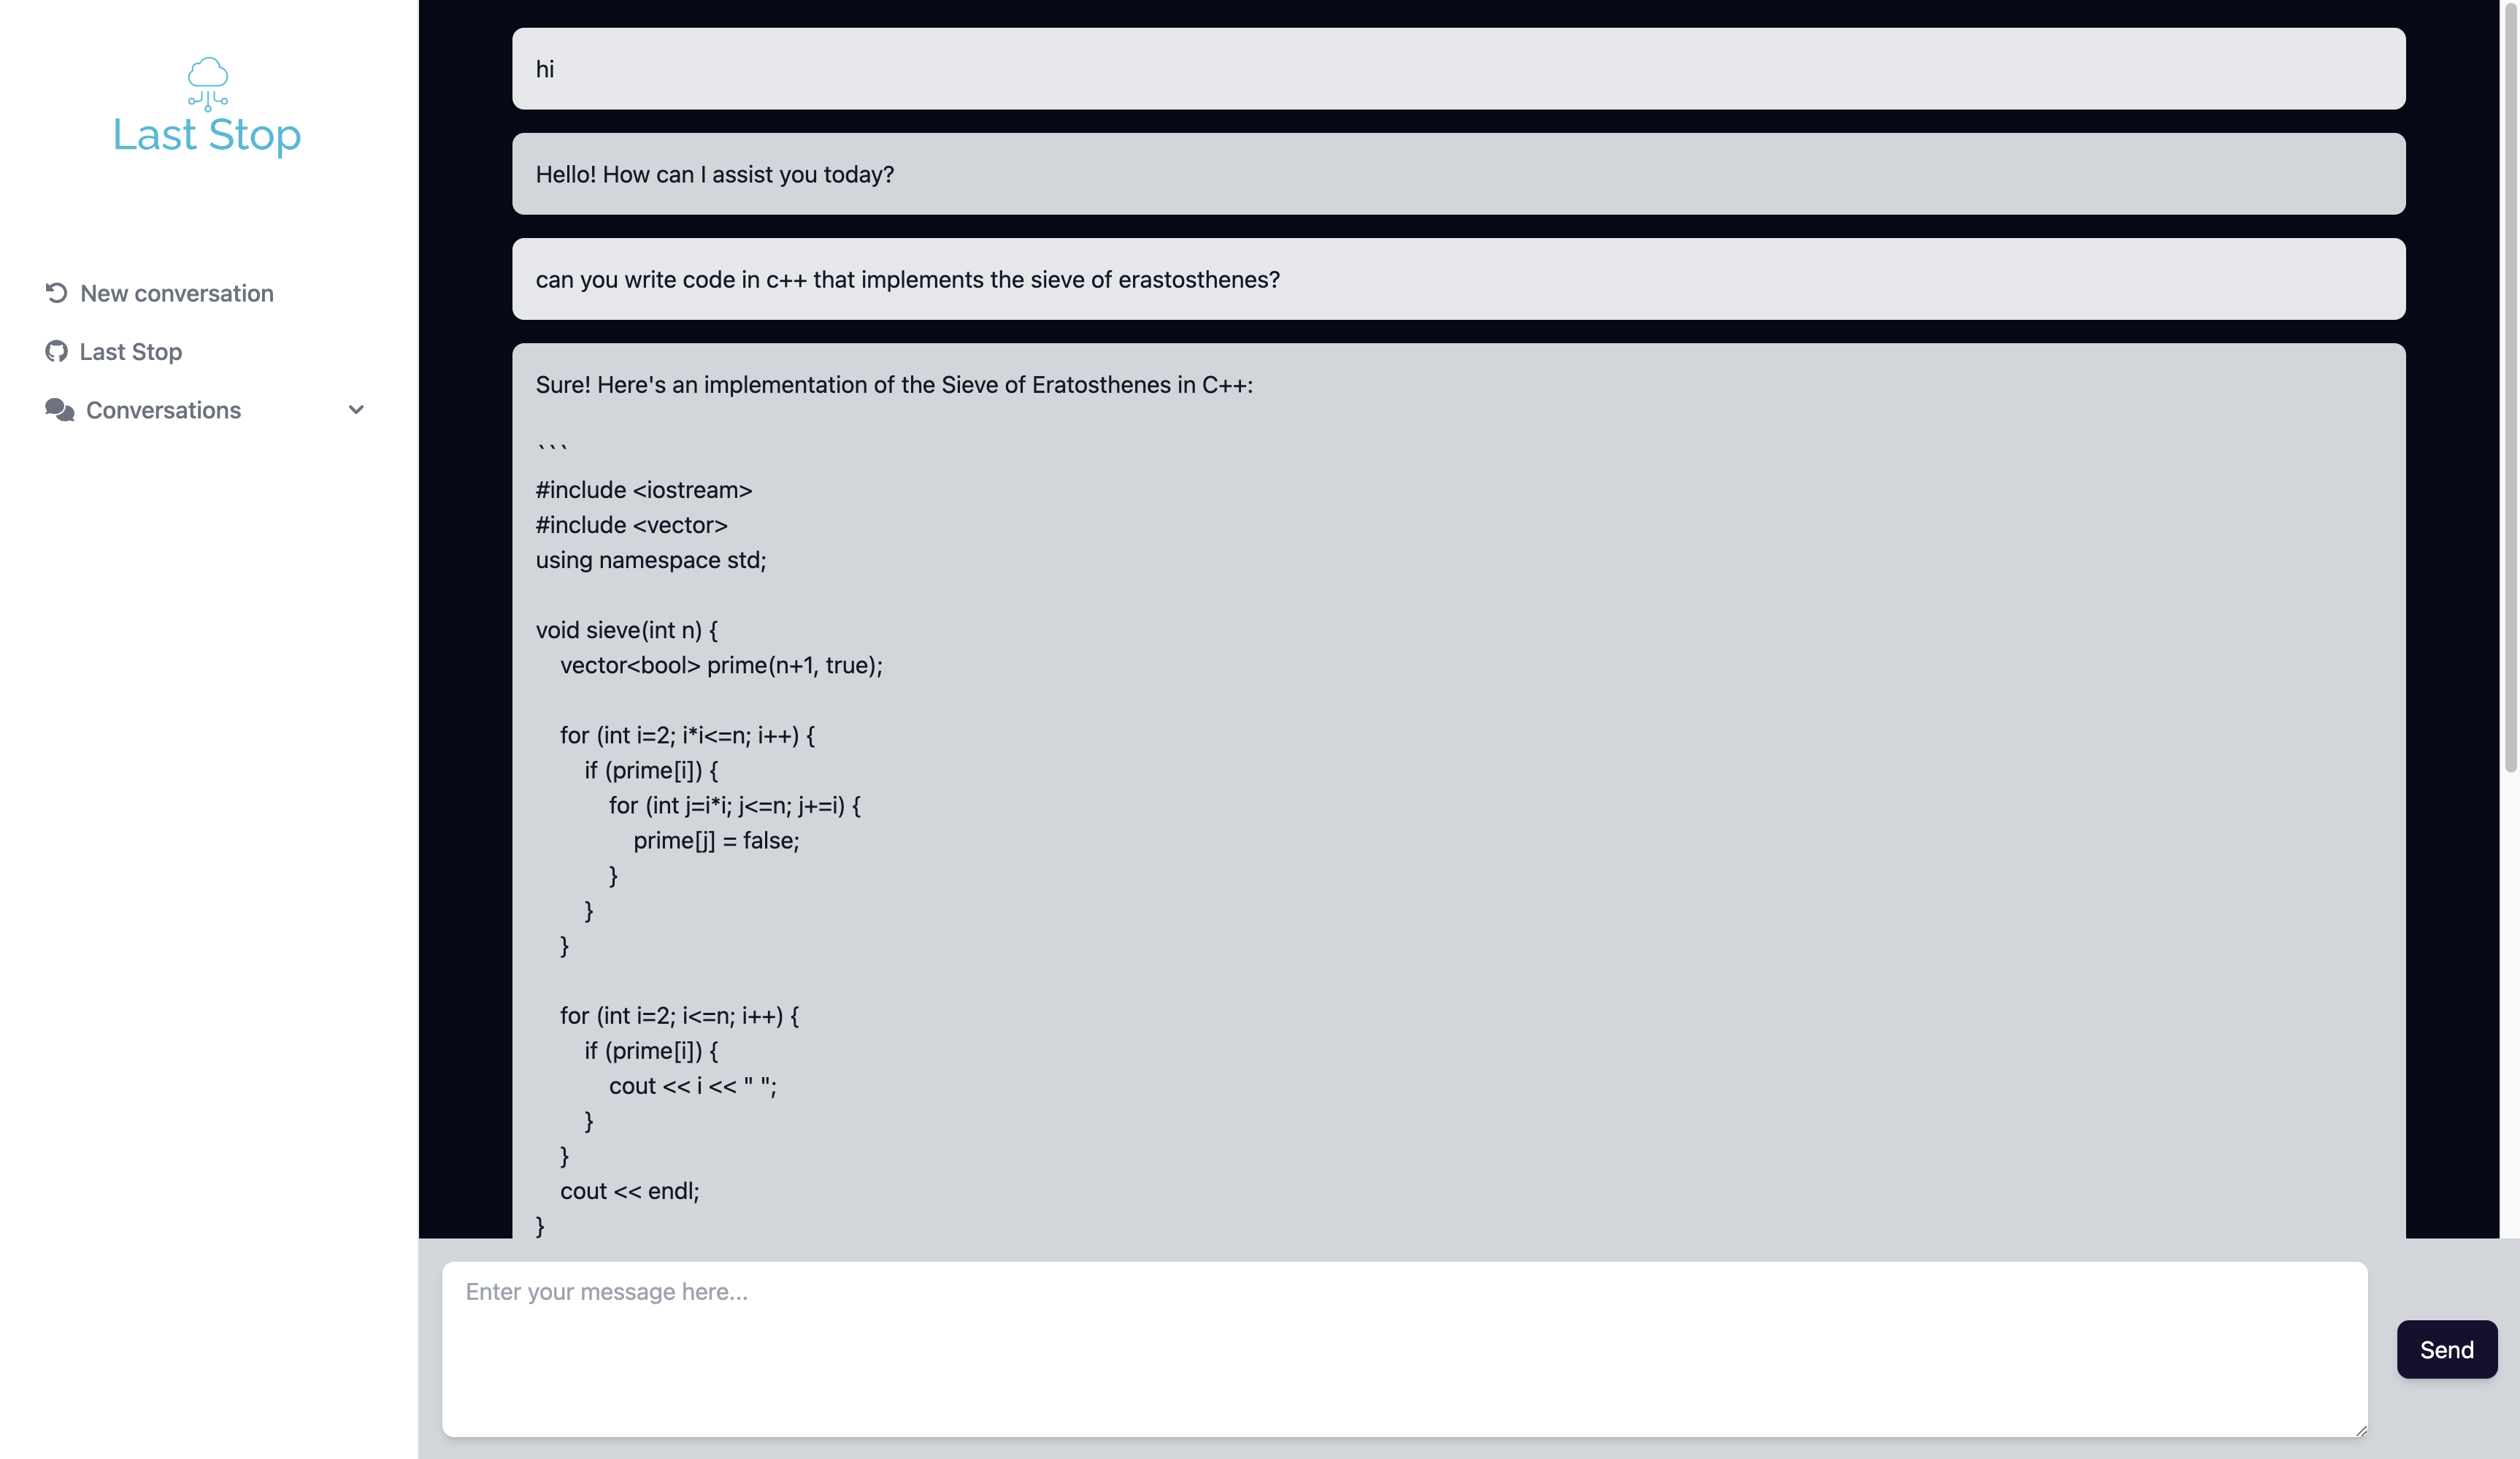 Last Stop
New conversation
Last Stop
Conversations
hi
Hello! How can I assist you today?
can you write code in c++ that implements the sieve of erastosthenes?
Sure! Here's an implementation of the Sieve of Eratosthenes in C++:
```
#include <iostream>
#include <vector>
using namespace std;
void sieve(int n) {
    vector<bool> prime(n+1, true);
    for (int i=2; i*i<=n; i++) {
        if (prime[i]) {
            for (int j=i*i; j<=n; j+=i) {
                prime[j] = false;
            }
        }
    }
    for (int i=2; i<=n; i++) {
        if (prime[i]) {
            cout << i << " ";
        }
    }
    cout << endl;
}
Enter your message here...
Send